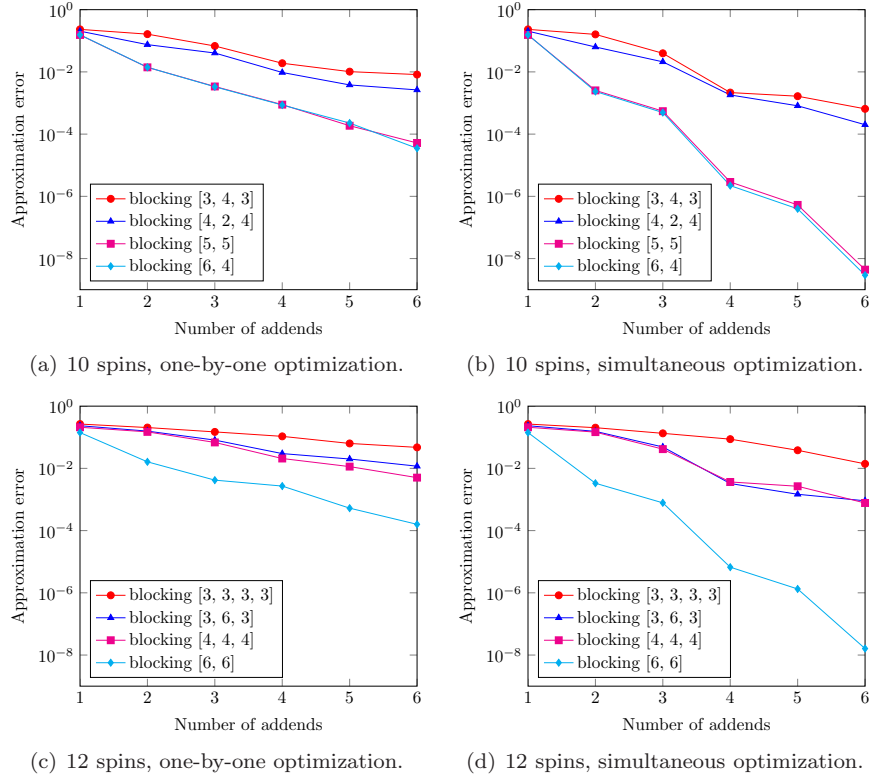 10^0
10^−2
10^−4
10^−6
10^−8
Approximation error
blocking [3, 4, 3]
blocking [4, 2, 4]
blocking [5, 5]
blocking [6, 4]
1 2 3 4 5 6
Number of addends
(a) 10 spins, one-by-one optimization.
10^0
10^−2
10^−4
10^−6
10^−8
Approximation error
blocking [3, 4, 3]
blocking [4, 2, 4]
blocking [5, 5]
blocking [6, 4]
1 2 3 4 5 6
Number of addends
(b) 10 spins, simultaneous optimization.
10^0
10^−2
10^−4
10^−6
10^−8
Approximation error
blocking [3, 3, 3, 3]
blocking [3, 6, 3]
blocking [4, 4, 4]
blocking [6, 6]
1 2 3 4 5 6
Number of addends
(c) 12 spins, one-by-one optimization.
10^0
10^−2
10^−4
10^−6
10^−8
Approximation error
blocking [3, 3, 3, 3]
blocking [3, 6, 3]
blocking [4, 4, 4]
blocking [6, 6]
1 2 3 4 5 6
Number of addends
(d) 12 spins, simultaneous optimization.